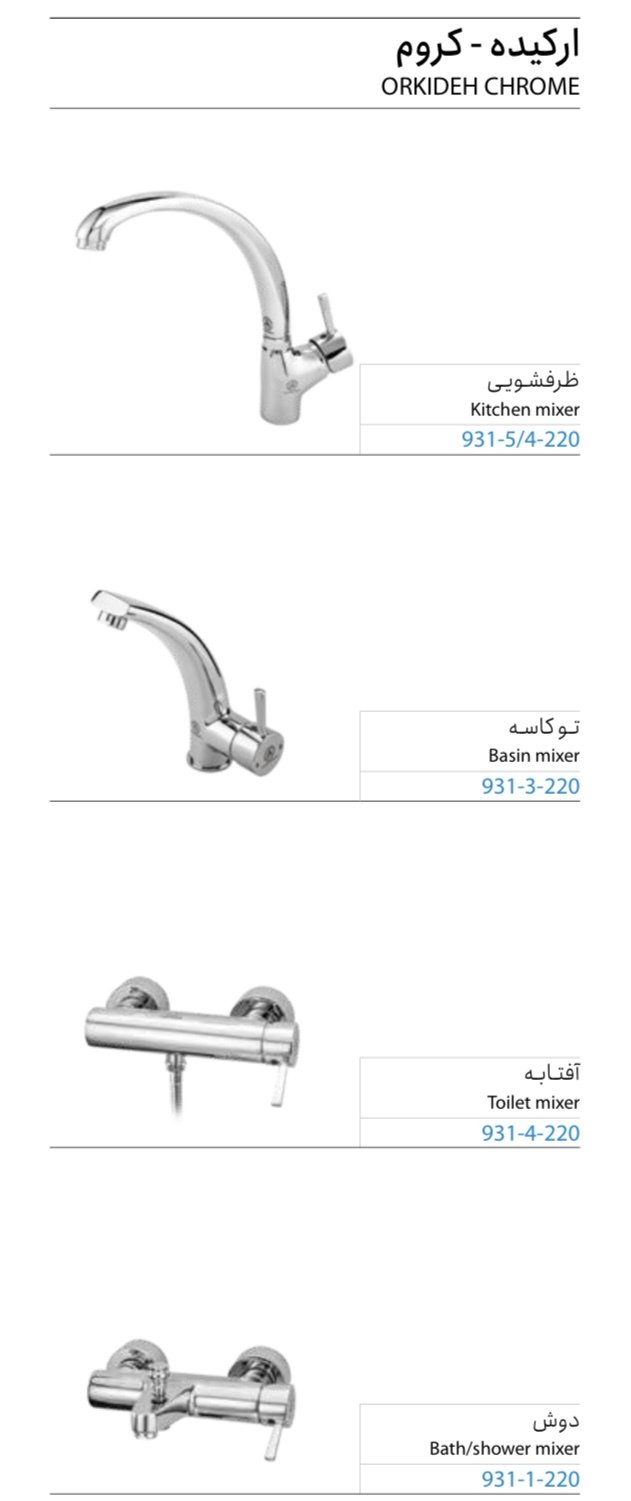 ارکیده - کروم
ORKIDEH CHROME
ظرفشویی
Kitchen mixer
931-5/4-220
توکاسه
Basin mixer
931-3-220
آفتابه
Toilet mixer
931-4-220
دوش
Bath/shower mixer
931-1-220